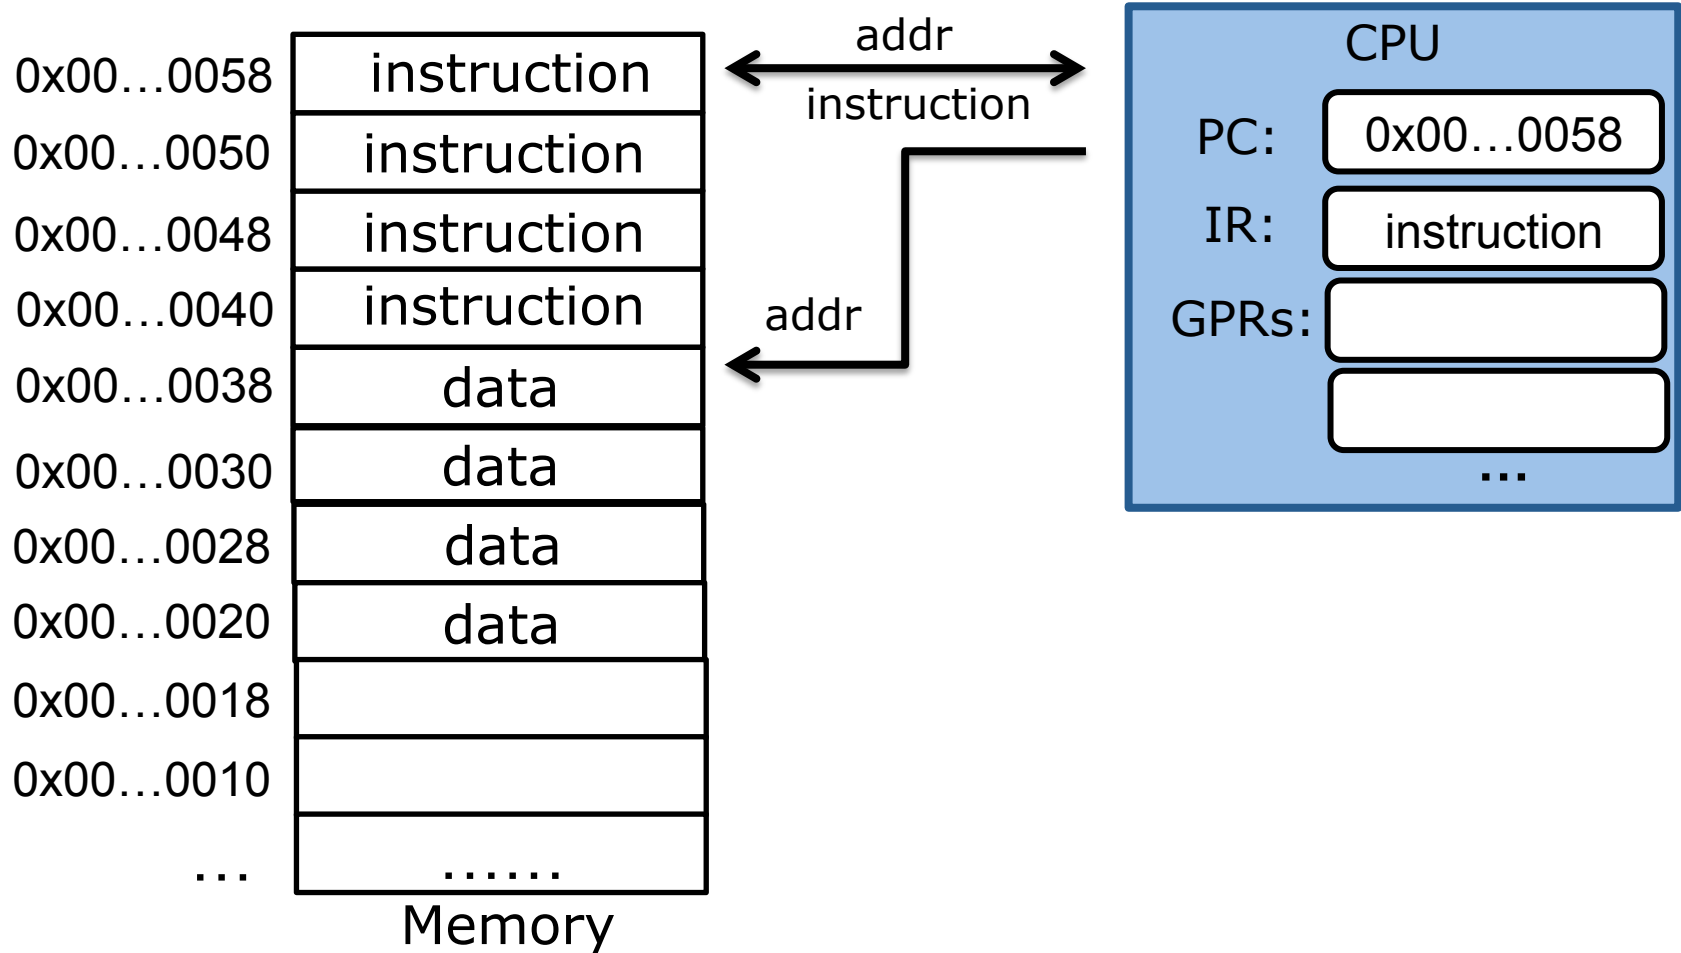 0x00…0058 instruction
0x00…0050 instruction
0x00…0048 instruction
0x00…0040 instruction
0x00…0038 data
0x00…0030 data
0x00…0028 data
0x00…0020 data
0x00…0018
0x00…0010
… ……
Memory
addr
instruction
addr
CPU
PC: 0x00…0058
IR: instruction
GPRs:
…